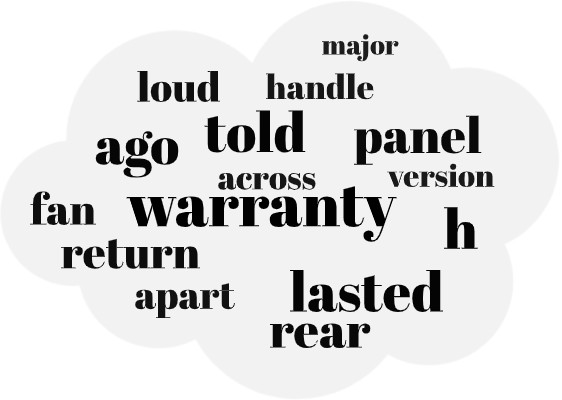 major
loud handle
ago told panel
across version
fan warranty h
return
apart lasted
rear